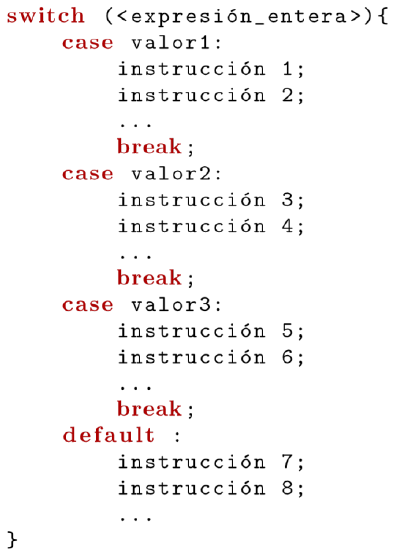 switch (<expresión_entera>){
case valor1:
instrucción 1;
instrucción 2;
...
break;
case valor2:
instrucción 3;
instrucción 4;
...
break;
case valor3:
instrucción 5;
instrucción 6;
...
break;
default :
instrucción 7;
instrucción 8;
...
}